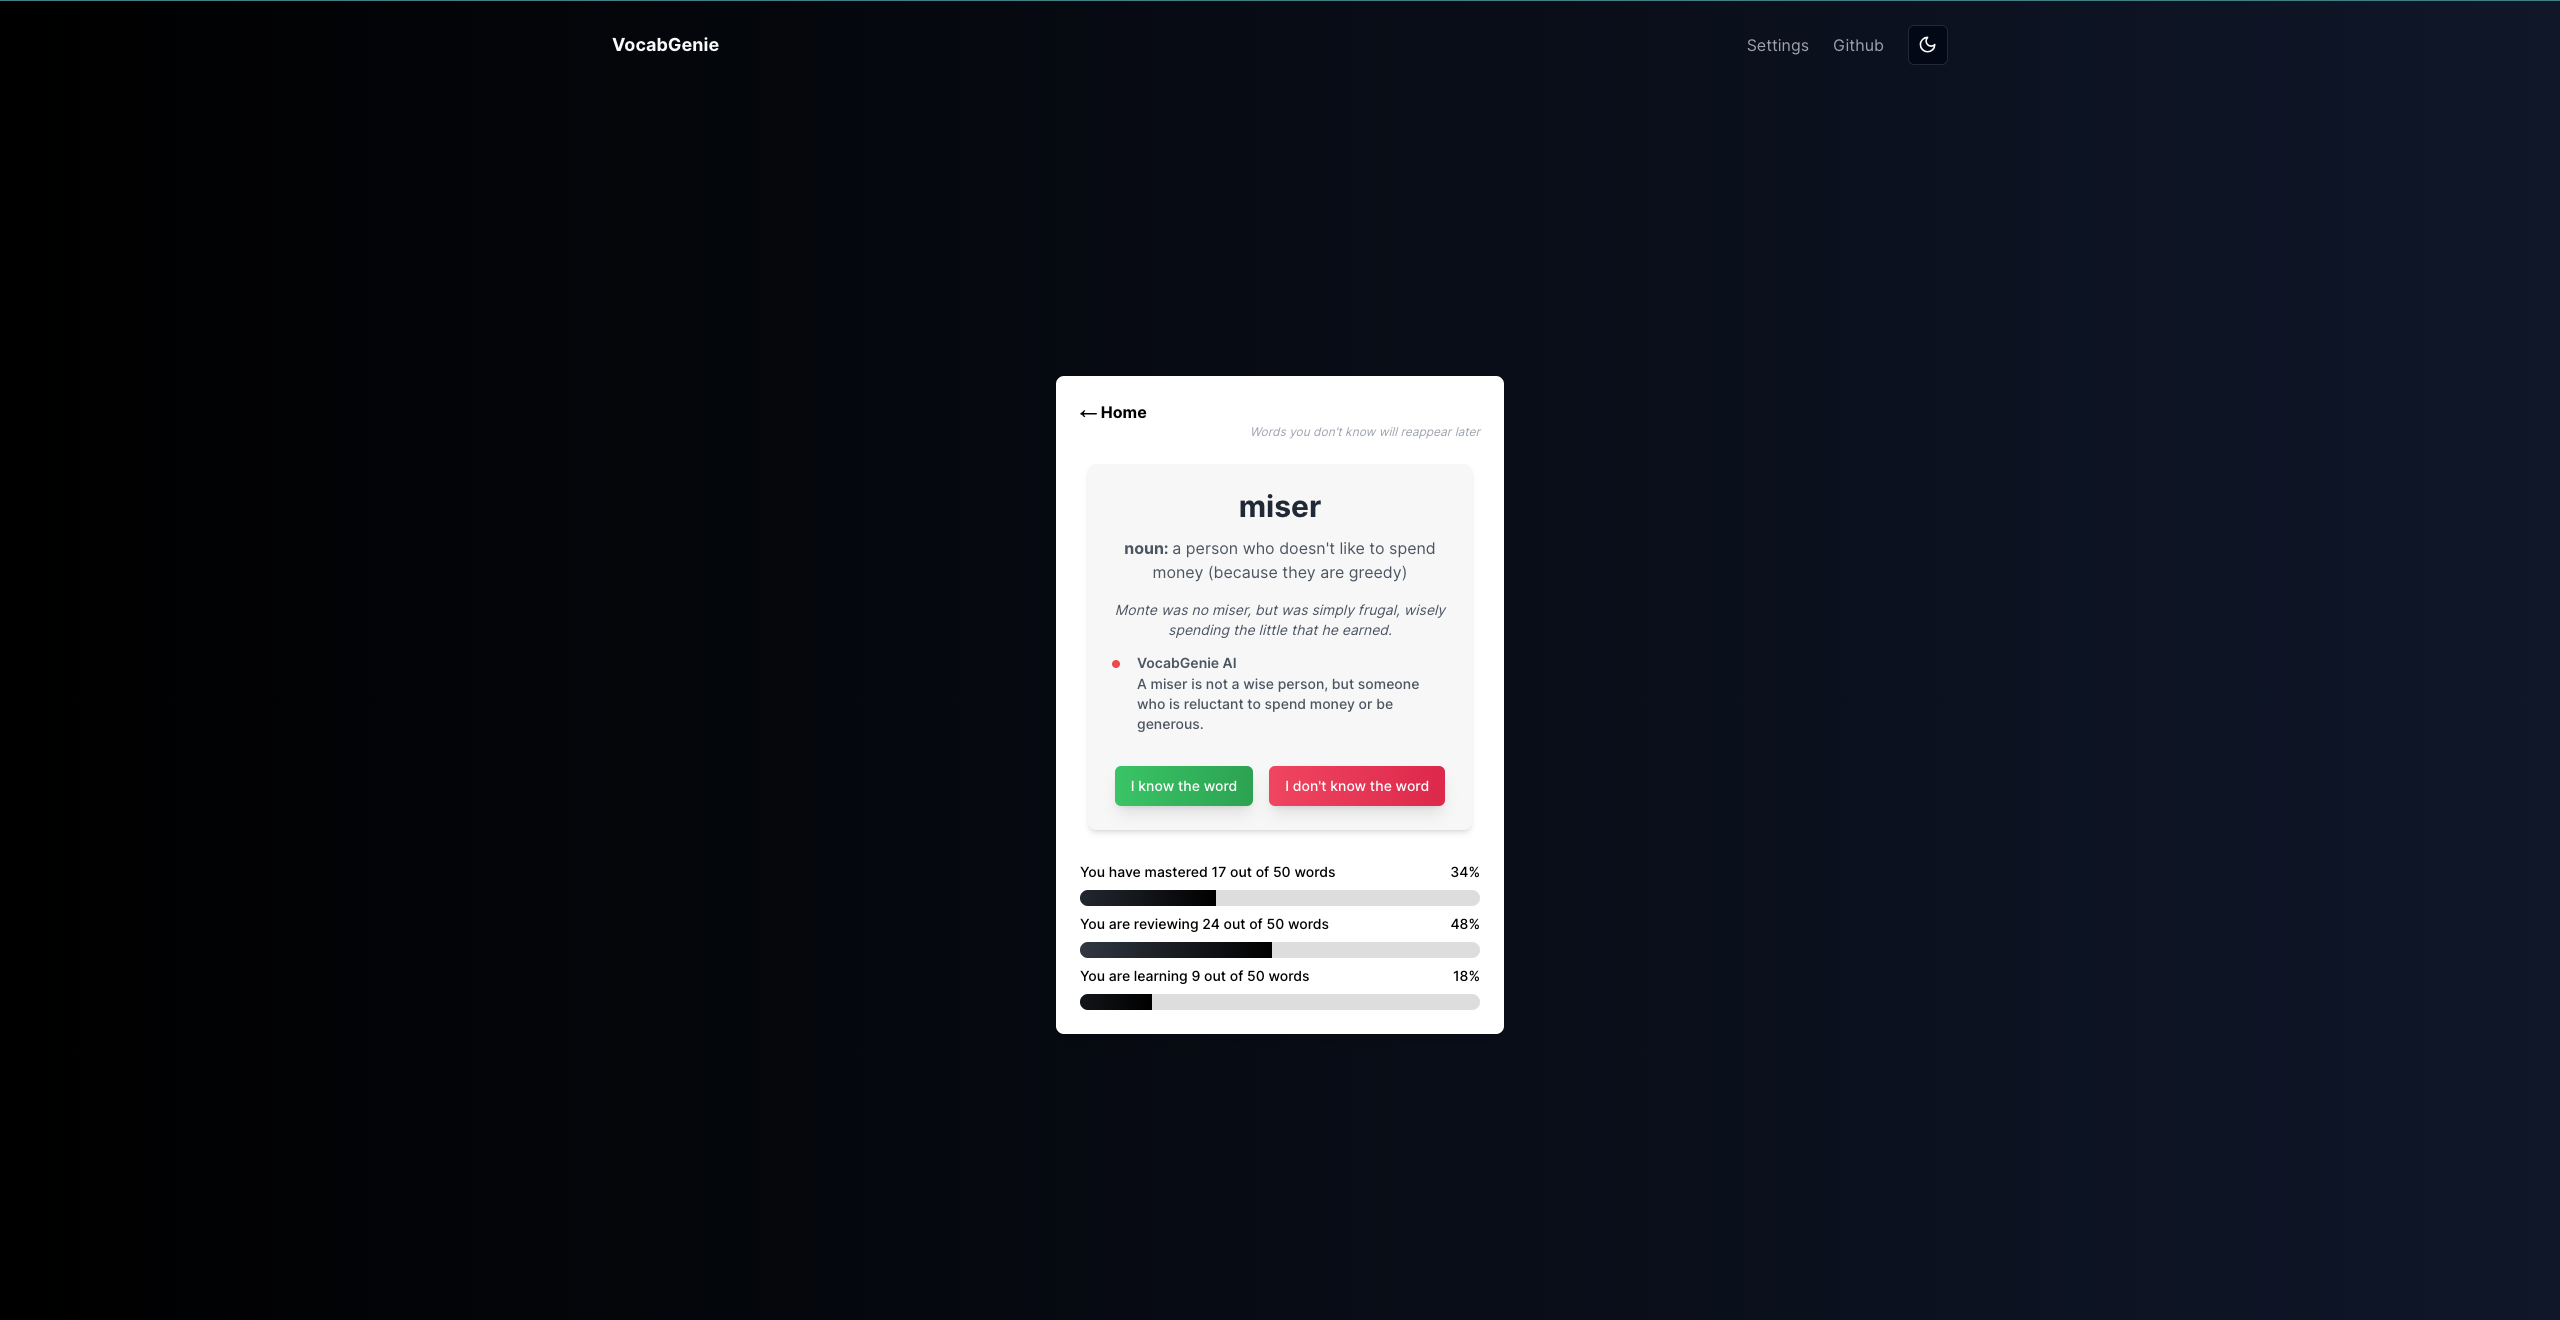 VocabGenie
Settings Github
← Home
Words you don't know will reappear later
miser
noun: a person who doesn't like to spend
money (because they are greedy)
Monte was no miser, but was simply frugal, wisely
spending the little that he earned.
VocabGenie AI
A miser is not a wise person, but someone
who is reluctant to spend money or be
generous.
I know the word I don't know the word
You have mastered 17 out of 50 words 34%
You are reviewing 24 out of 50 words 48%
You are learning 9 out of 50 words 18%